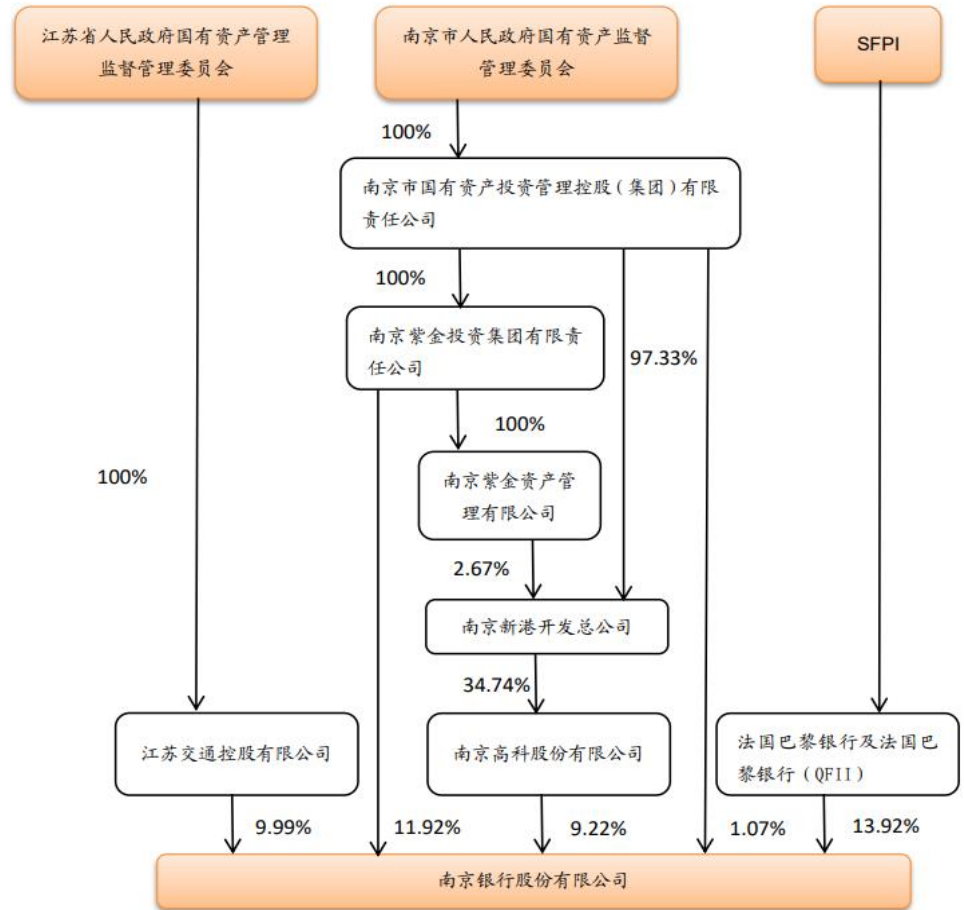 江苏省人民政府国有资产管理
监督管理委员会
南京市人民政府国有资产监督
管理委员会
SFPI
100%
南京市国有资产投资管理控股(集团)有限
责任公司
100%
南京紫金投资集团有限责
任公司
97.33%
100%
100%
南京紫金资产管
理有限公司
2.67%
南京新港开发总公司
34.74%
江苏交通控股有限公司
南京高科股份有限公司
法国巴黎银行及法国巴
黎银行(QFII)
9.99%
11.92%
9.22%
1.07%
13.92%
南京银行股份有限公司